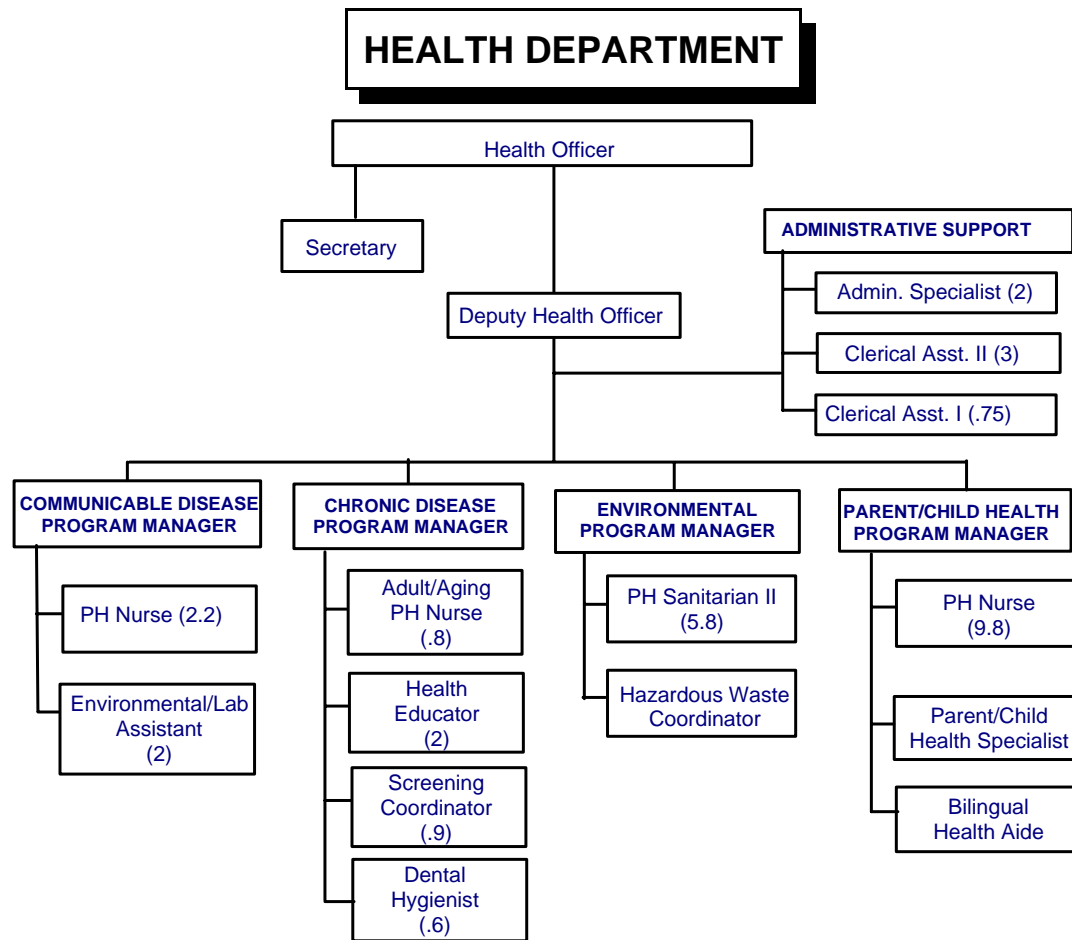 HEALTH DEPARTMENT
Health Officer
Secretary
ADMINISTRATIVE SUPPORT
Admin. Specialist (2)
Deputy Health Officer
Clerical Asst. II (3)
Clerical Asst. I (.75)
COMMUNICABLE DISEASE
PROGRAM MANAGER
PH Nurse (2.2)
Environmental/Lab
Assistant
(2)
CHRONIC DISEASE
PROGRAM MANAGER
Adult/Aging
PH Nurse
(.8)
Health
Educator
(2)
Screening
Coordinator
(.9)
Dental
Hygienist
(.6)
ENVIRONMENTAL
PROGRAM MANAGER
PH Sanitarian II
(5.8)
Hazardous Waste
Coordinator
PARENT/CHILD HEALTH
PROGRAM MANAGER
PH Nurse
(9.8)
Parent/Child
Health Specialist
Bilingual
Health Aide